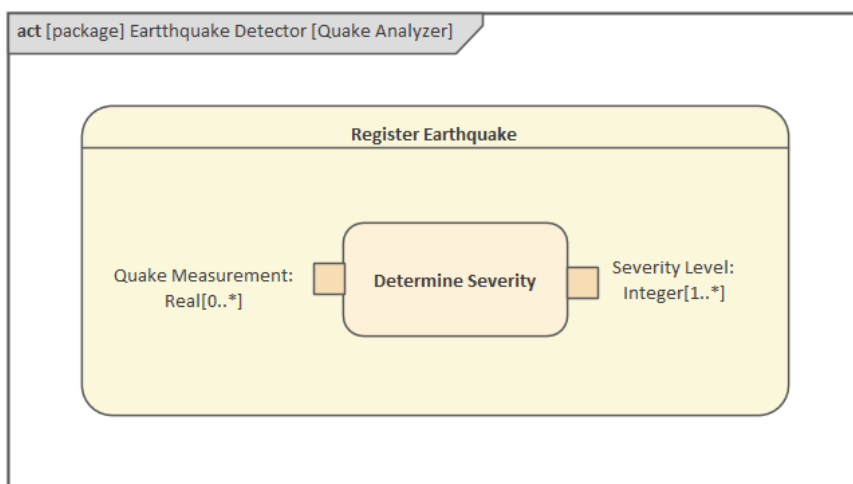 act [package] Eartthquake Detector [Quake Analyzer]
Register Earthquake
Quake Measurement:
Real[0..*]
Determine Severity
Severity Level:
Integer[1..*]